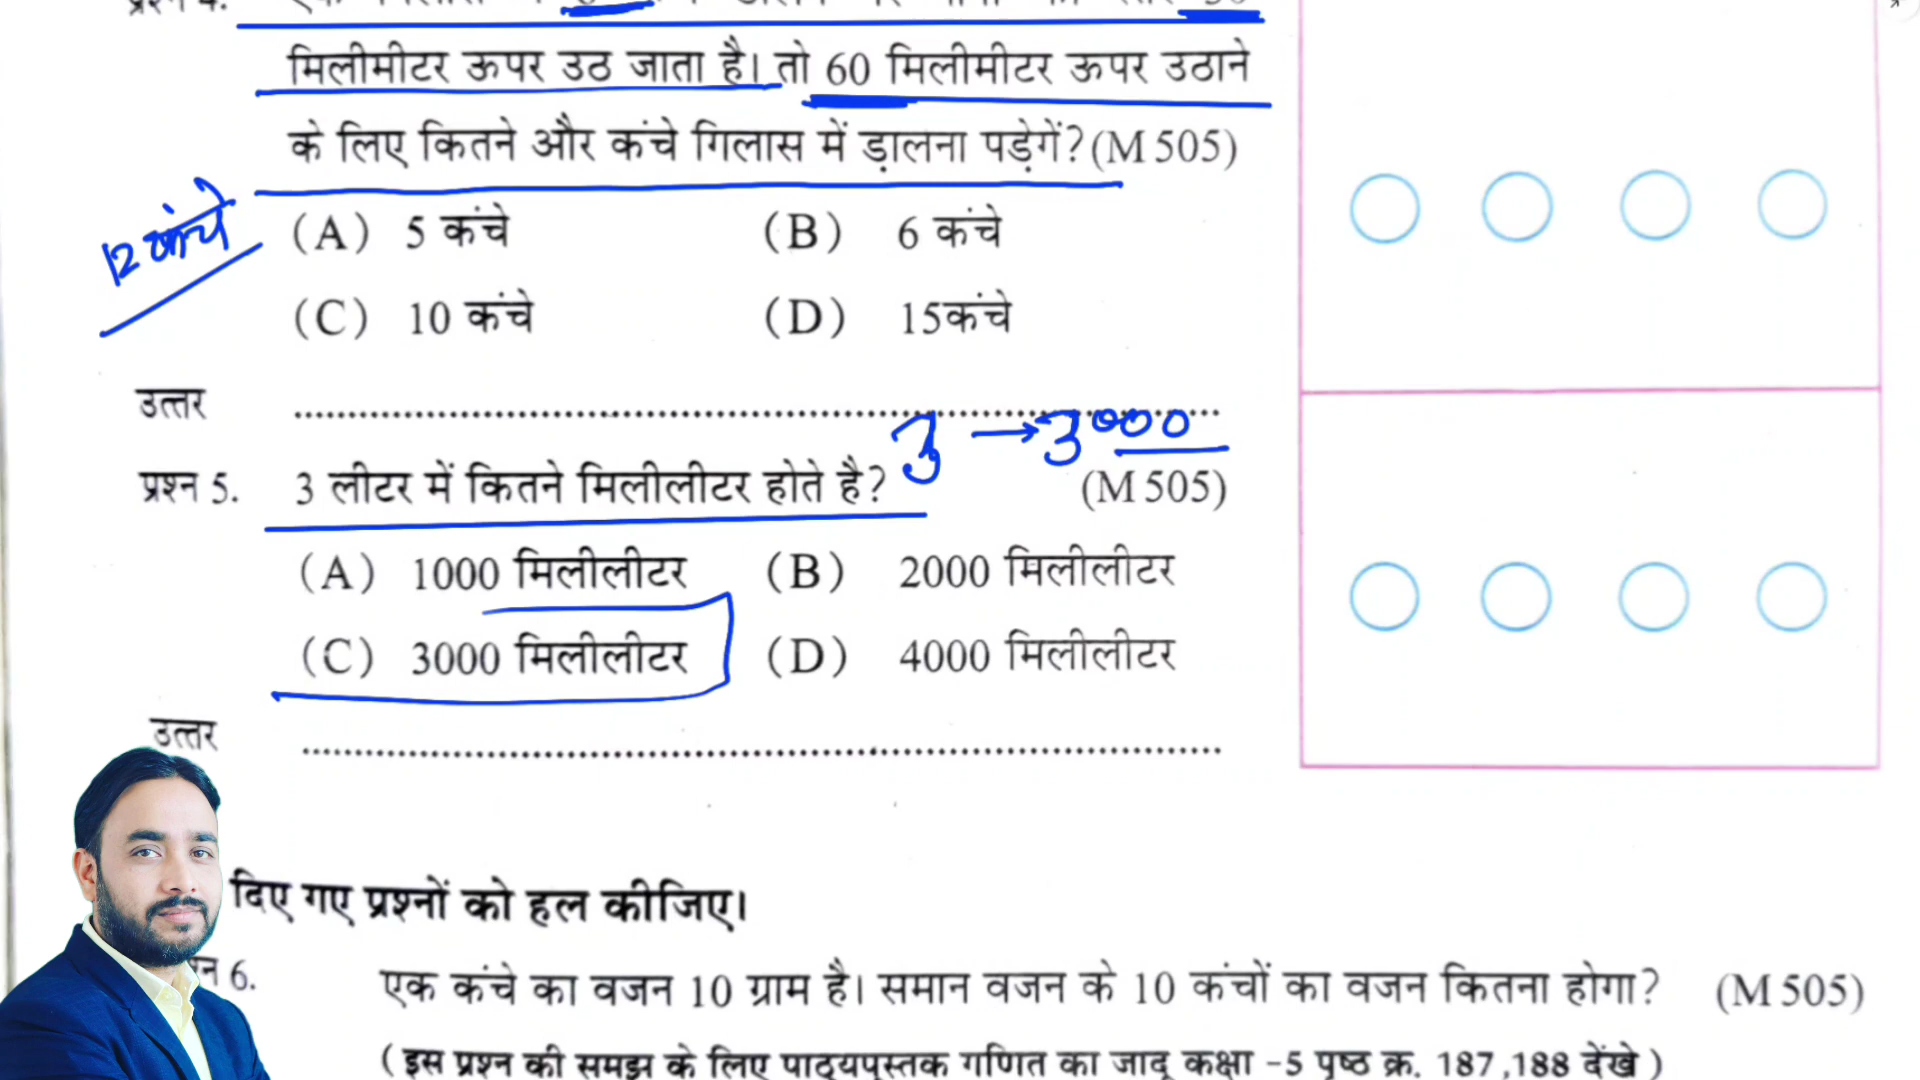 प्रश्न 4.
मिलीमीटर ऊपर उठ जाता है। तो 60 मिलीमीटर ऊपर उठाने
के लिए कितने और कंचे गिलास में ड़ालना पड़ेगें? (M 505)
12 कंचे
(A) 5 कंचे (B) 6 कंचे
(C) 10 कंचे (D) 15कंचे
उत्तर
3 → 3000
प्रश्न 5. 3 लीटर में कितने मिलीलीटर होते है? (M 505)
(A) 1000 मिलीलीटर (B) 2000 मिलीलीटर
(C) 3000 मिलीलीटर (D) 4000 मिलीलीटर
उत्तर
दिए गए प्रश्नों को हल कीजिए।
न 6. एक कंचे का वजन 10 ग्राम है। समान वजन के 10 कंचों का वजन कितना होगा? (M 505)
(इस प्रश्न की समझ के लिए पाठ्यपुस्तक गणित का जादू कक्षा -5 पृष्ठ क्र. 187,188 देंखे)